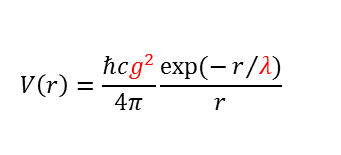 V(r) = ħcg²/4π exp(−r/λ)/r